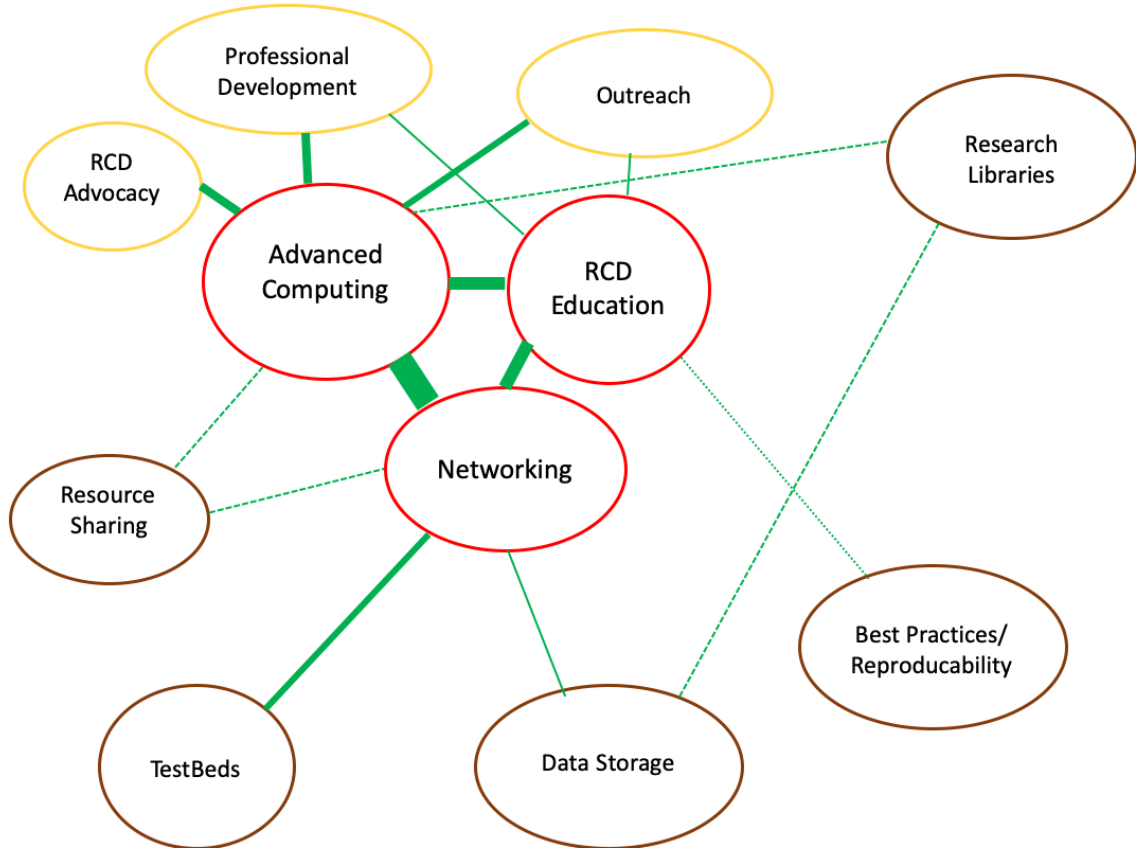 Professional
Development
Outreach
RCD
Advocacy
Research
Libraries
Advanced
Computing
RCD
Education
Networking
Resource
Sharing
Best Practices/
Reproducability
TestBeds
Data Storage